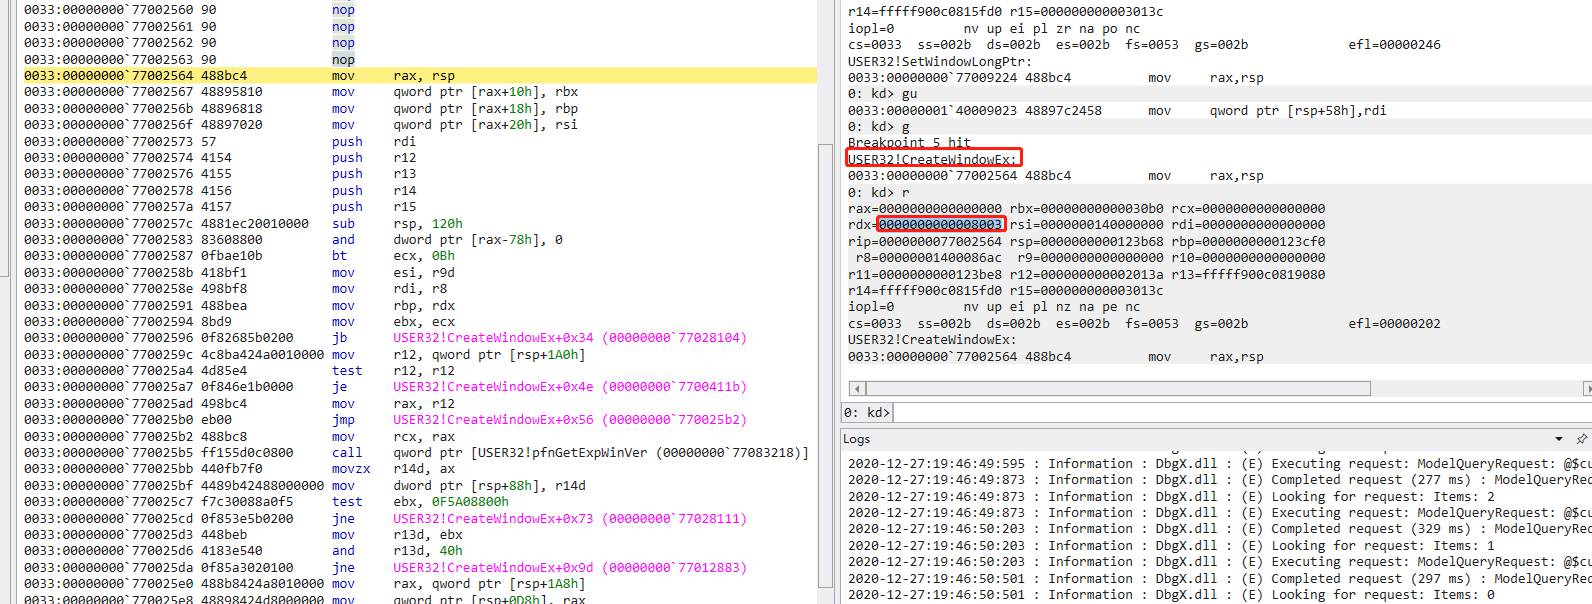 0033:00000000`77002560 90 nop
0033:00000000`77002561 90 nop
0033:00000000`77002562 90 nop
0033:00000000`77002563 90 nop
0033:00000000`77002564 488bc4 mov rax, rsp
0033:00000000`77002567 48895810 mov qword ptr [rax+10h], rbx
0033:00000000`7700256b 48896818 mov qword ptr [rax+18h], rbp
0033:00000000`7700256f 48897020 mov qword ptr [rax+20h], rsi
0033:00000000`77002573 57 push rdi
0033:00000000`77002574 4154 push r12
0033:00000000`77002576 4155 push r13
0033:00000000`77002578 4156 push r14
0033:00000000`7700257a 4157 push r15
0033:00000000`7700257c 4881ec20010000 sub rsp, 120h
0033:00000000`77002583 83608800 and dword ptr [rax-78h], 0
0033:00000000`77002587 0fbae10b bt ecx, 0Bh
0033:00000000`7700258b 418bf1 mov esi, r9d
0033:00000000`7700258e 498bf8 mov rdi, r8
0033:00000000`77002591 488bea mov rbp, rdx
0033:00000000`77002594 8bd9 mov ebx, ecx
0033:00000000`77002596 0f82685b0200 jb USER32!CreateWindowEx+0x34 (00000000`77028104)
0033:00000000`7700259c 4c8ba424a0010000 mov r12, qword ptr [rsp+1A0h]
0033:00000000`770025a4 4d85e4 test r12, r12
0033:00000000`770025a7 0f846e1b0000 je USER32!CreateWindowEx+0x4e (00000000`7700411b)
0033:00000000`770025ad 498bc4 mov rax, r12
0033:00000000`770025b0 eb00 jmp USER32!CreateWindowEx+0x56 (00000000`770025b2)
0033:00000000`770025b2 488bc8 mov rcx, rax
0033:00000000`770025b5 ff155d0c0800 call qword ptr [USER32!pfnGetExpWinVer (00000000`77083218)]
0033:00000000`770025bb 440fb7f0 movzx r14d, ax
0033:00000000`770025bf 4489b42488000000 mov dword ptr [rsp+88h], r14d
0033:00000000`770025c7 f7c30088a0f5 test ebx, 0F5A08800h
0033:00000000`770025cd 0f853e5b0200 jne USER32!CreateWindowEx+0x73 (00000000`77028111)
0033:00000000`770025d3 448beb mov r13d, ebx
0033:00000000`770025d6 4183e540 and r13d, 40h
0033:00000000`770025da 0f85a3020100 jne USER32!CreateWindowEx+0x9d (00000000`77012883)
0033:00000000`770025e0 488b8424a8010000 mov rax, qword ptr [rsp+1A8h]
0033:00000000`770025e8 48898424d8000000 mov qword ptr [rsp+0D8h], rax
r14=fffff900c0815fd0 r15=000000000003013c
iopl=0 nv up ei pl zr na po nc
cs=0033 ss=002b ds=002b es=002b fs=0053 gs=002b efl=00000246
USER32!SetWindowLongPtr:
0033:00000000`77009224 488bc4 mov rax,rsp
0: kd> gu
0033:00000001`40009023 48897c2458 mov qword ptr [rsp+58h],rdi
0: kd> g
Breakpoint 5 hit
USER32!CreateWindowEx:
0033:00000000`77002564 488bc4 mov rax,rsp
0: kd> r
rax=0000000000000000 rbx=00000000000030b0 rcx=0000000000000000
rdx=0000000000008003 rsi=0000000140000000 rdi=0000000000000000
rip=0000000077002564 rsp=0000000000123b68 rbp=0000000000123cf0
r8=00000001400086ac r9=0000000000000000 r10=0000000000000000
r11=0000000000123be8 r12=000000000002013a r13=fffff900c0819080
r14=fffff900c0815fd0 r15=000000000003013c
iopl=0 nv up ei pl nz na pe nc
cs=0033 ss=002b ds=002b es=002b fs=0053 gs=002b efl=00000202
USER32!CreateWindowEx:
0033:00000000`77002564 488bc4 mov rax,rsp
0: kd>
Logs
2020-12-27:19:46:49:595 : Information : DbgX.dll : (E) Executing request: ModelQueryRequest: @$cu
2020-12-27:19:46:49:873 : Information : DbgX.dll : (E) Completed request (277 ms) : ModelQueryReq
2020-12-27:19:46:49:873 : Information : DbgX.dll : (E) Looking for request: Items: 2
2020-12-27:19:46:49:873 : Information : DbgX.dll : (E) Executing request: ModelQueryRequest: @$cu
2020-12-27:19:46:50:203 : Information : DbgX.dll : (E) Completed request (329 ms) : ModelQueryReq
2020-12-27:19:46:50:203 : Information : DbgX.dll : (E) Looking for request: Items: 1
2020-12-27:19:46:50:203 : Information : DbgX.dll : (E) Executing request: ModelQueryRequest: @$cu
2020-12-27:19:46:50:501 : Information : DbgX.dll : (E) Completed request (297 ms) : ModelQueryReq
2020-12-27:19:46:50:501 : Information : DbgX.dll : (E) Looking for request: Items: 0